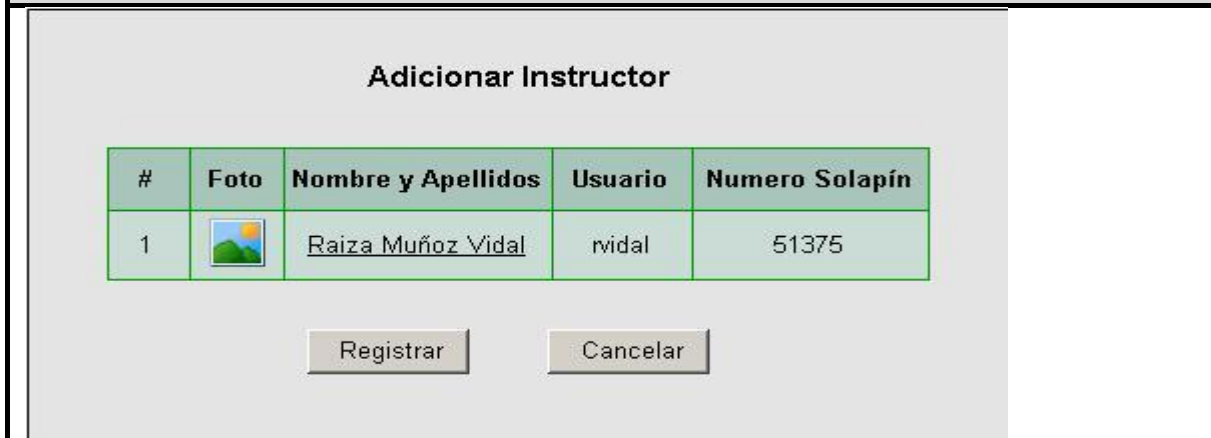 Adicionar Instructor
# Foto Nombre y Apellidos Usuario Numero Solapín
1 Raiza Muñoz Vidal rvidal 51375
Registrar Cancelar